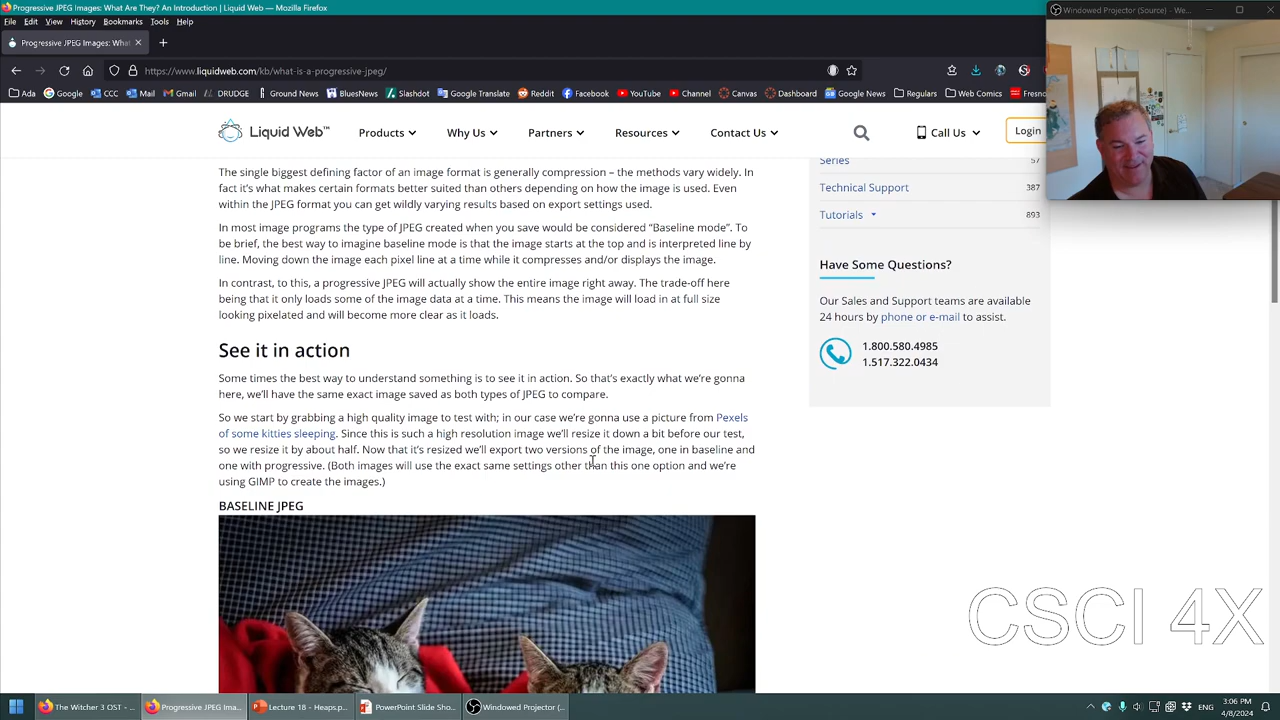 Progressive JPEG Images: What Are They? An Introduction | Liquid Web — Mozilla Firefox
Windowed Projector (Source) - We...
File Edit View History Bookmarks Tools
Progressive JPEG Images: What
https://www.liquidweb.com/kb/what-is-a-progressive-jpeg/
Ada Google CCC Mail Gmail DRUDGE Ground News BluesNews Slashdot Google Translate Reddit Facebook YouTube Channel Canvas Dashboard Google News Regulars Web Comics Fresno
Liquid Web™ Products Why Us Partners Resources Contact Us Call Us Login
The single biggest defining factor of an image format is generally compression – the methods vary widely. In
fact it's what makes certain formats better suited than others depending on how the image is used. Even
within the JPEG format you can get wildly varying results based on export settings used.
In most image programs the type of JPEG created when you save would be considered “Baseline mode”. To
be brief, the best way to imagine baseline mode is that the image starts at the top and is interpreted line by
line. Moving down the image each pixel line at a time while it compresses and/or displays the image.
In contrast, to this, a progressive JPEG will actually show the entire image right away. The trade-off here
being that it only loads some of the image data at a time. This means the image will load in at full size
looking pixelated and will become more clear as it loads.
See it in action
Some times the best way to understand something is to see it in action. So that's exactly what we're gonna
here, we'll have the same exact image saved as both types of JPEG to compare.
So we start by grabbing a high quality image to test with; in our case we're gonna use a picture from Pexels
of some kitties sleeping. Since this is such a high resolution image we'll resize it down a bit before our test,
so we resize it by about half. Now that it's resized we'll export two versions of the image, one in baseline and
one with progressive. (Both images will use the exact same settings other than this one option and we're
using GIMP to create the images.)
BASELINE JPEG
Series 57
Technical Support 387
Tutorials 893
Have Some Questions?
Our Sales and Support teams are available
24 hours by phone or e-mail to assist.
1.800.580.4985
1.517.322.0434
CSCI 4X
The Witcher 3 OST - ... Progressive JPEG Ima... Lecture 18 - Heaps.p... PowerPoint Slide Sho... Windowed Projector (... ENG 3:06 PM
4/8/2024